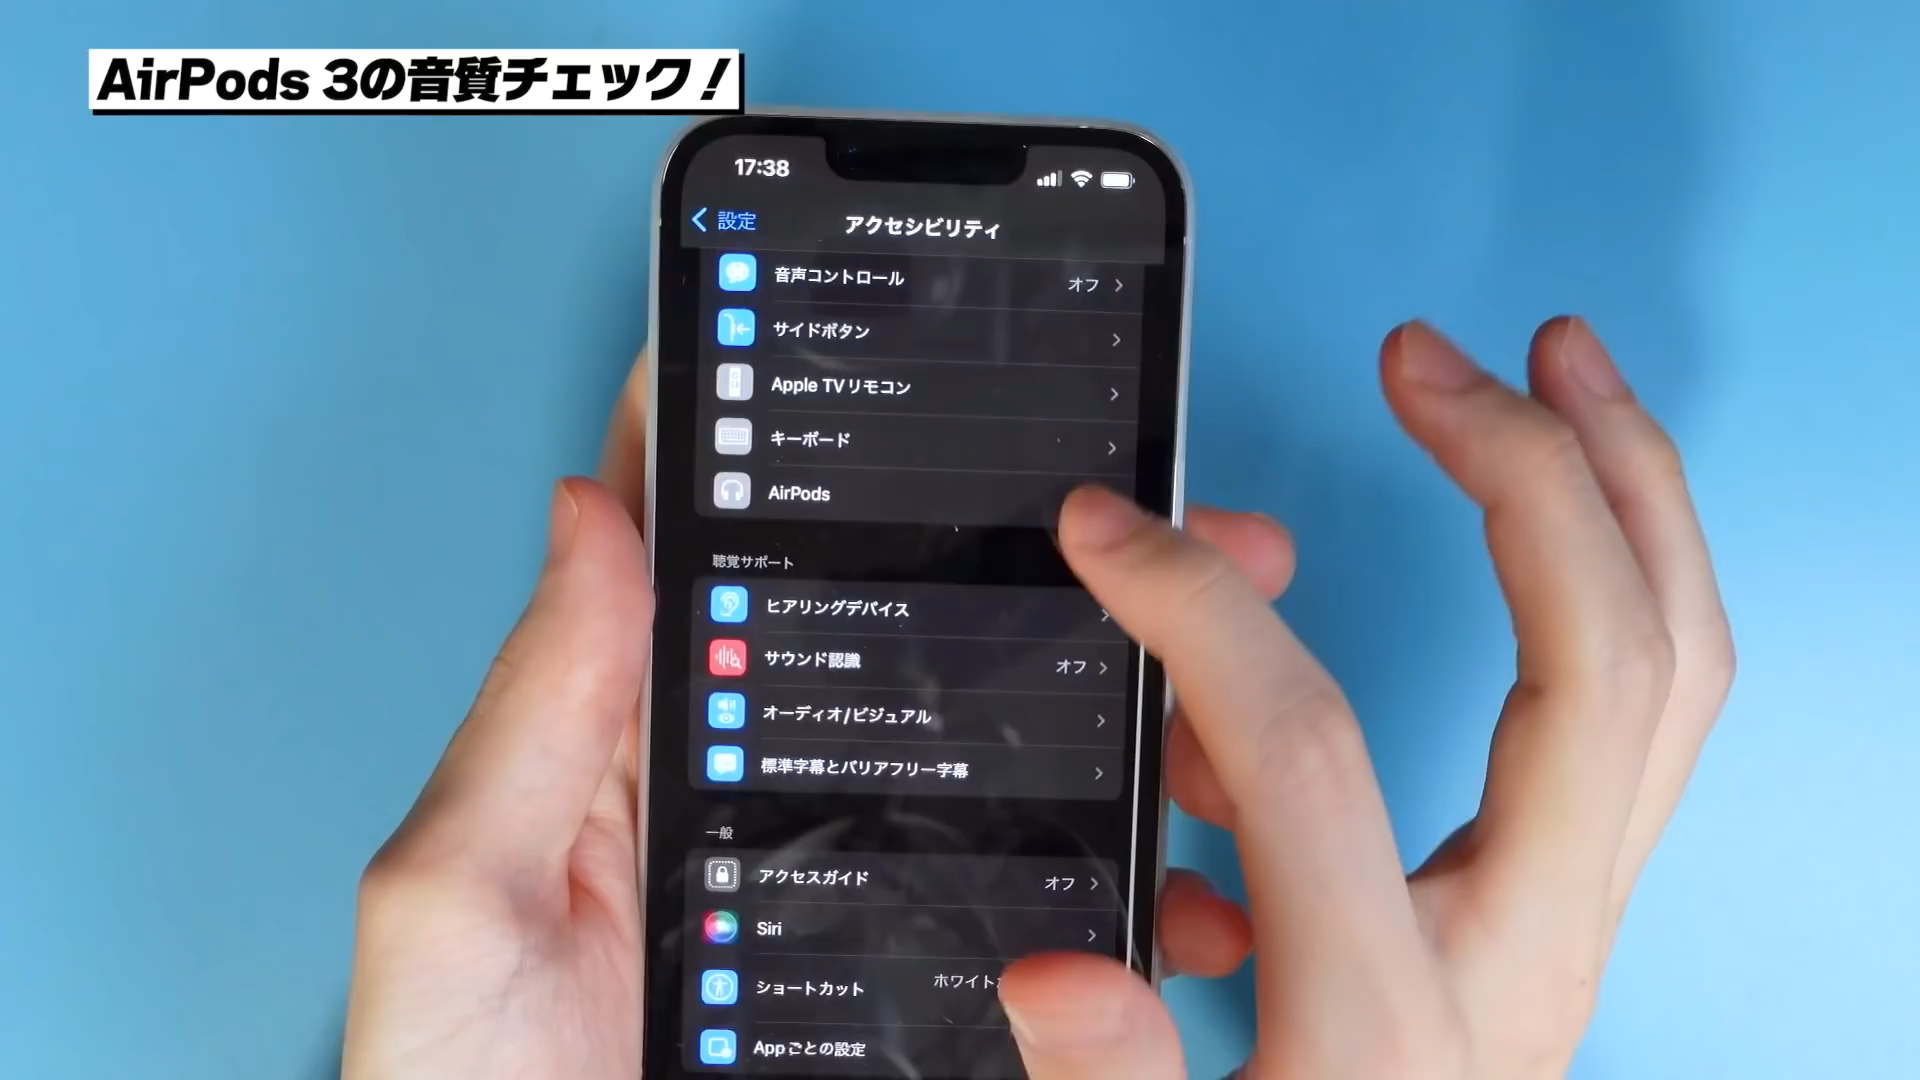 AirPods 3の音質チェック！
17:38
設定
アクセシビリティ
音声コントロール オフ
サイドボタン
Apple TVリモコン
キーボード
AirPods
聴覚サポート
ヒアリングデバイス
サウンド認識 オフ
オーディオ/ビジュアル
標準字幕とバリアフリー字幕
一般
アクセスガイド オフ
Siri
ショートカット ホワイト
Appごとの設定